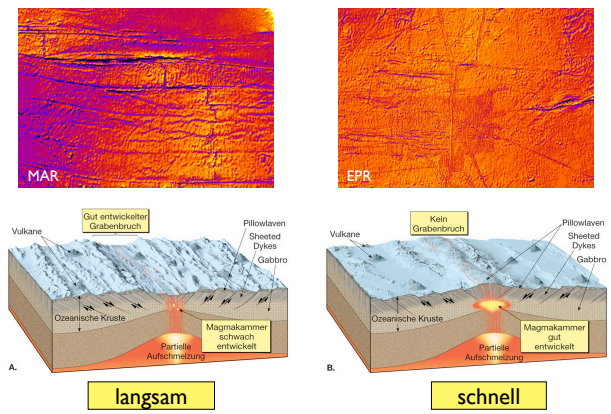 MAR
EPR
Gut entwickelter
Grabenbruch
Vulkane
Pillowlaven
Sheeted
Dykes
Gabbro
Ozeanische Kruste
Magmakammer
schwach
entwickelt
Partielle
Aufschmelzung
A.
langsam
Kein
Grabenbruch
Vulkane
Pillowlaven
Sheeted
Dykes
Gabbro
Ozeanische Kruste
Magmakammer
gut
entwickelt
Partielle
Aufschmelzung
B.
schnell